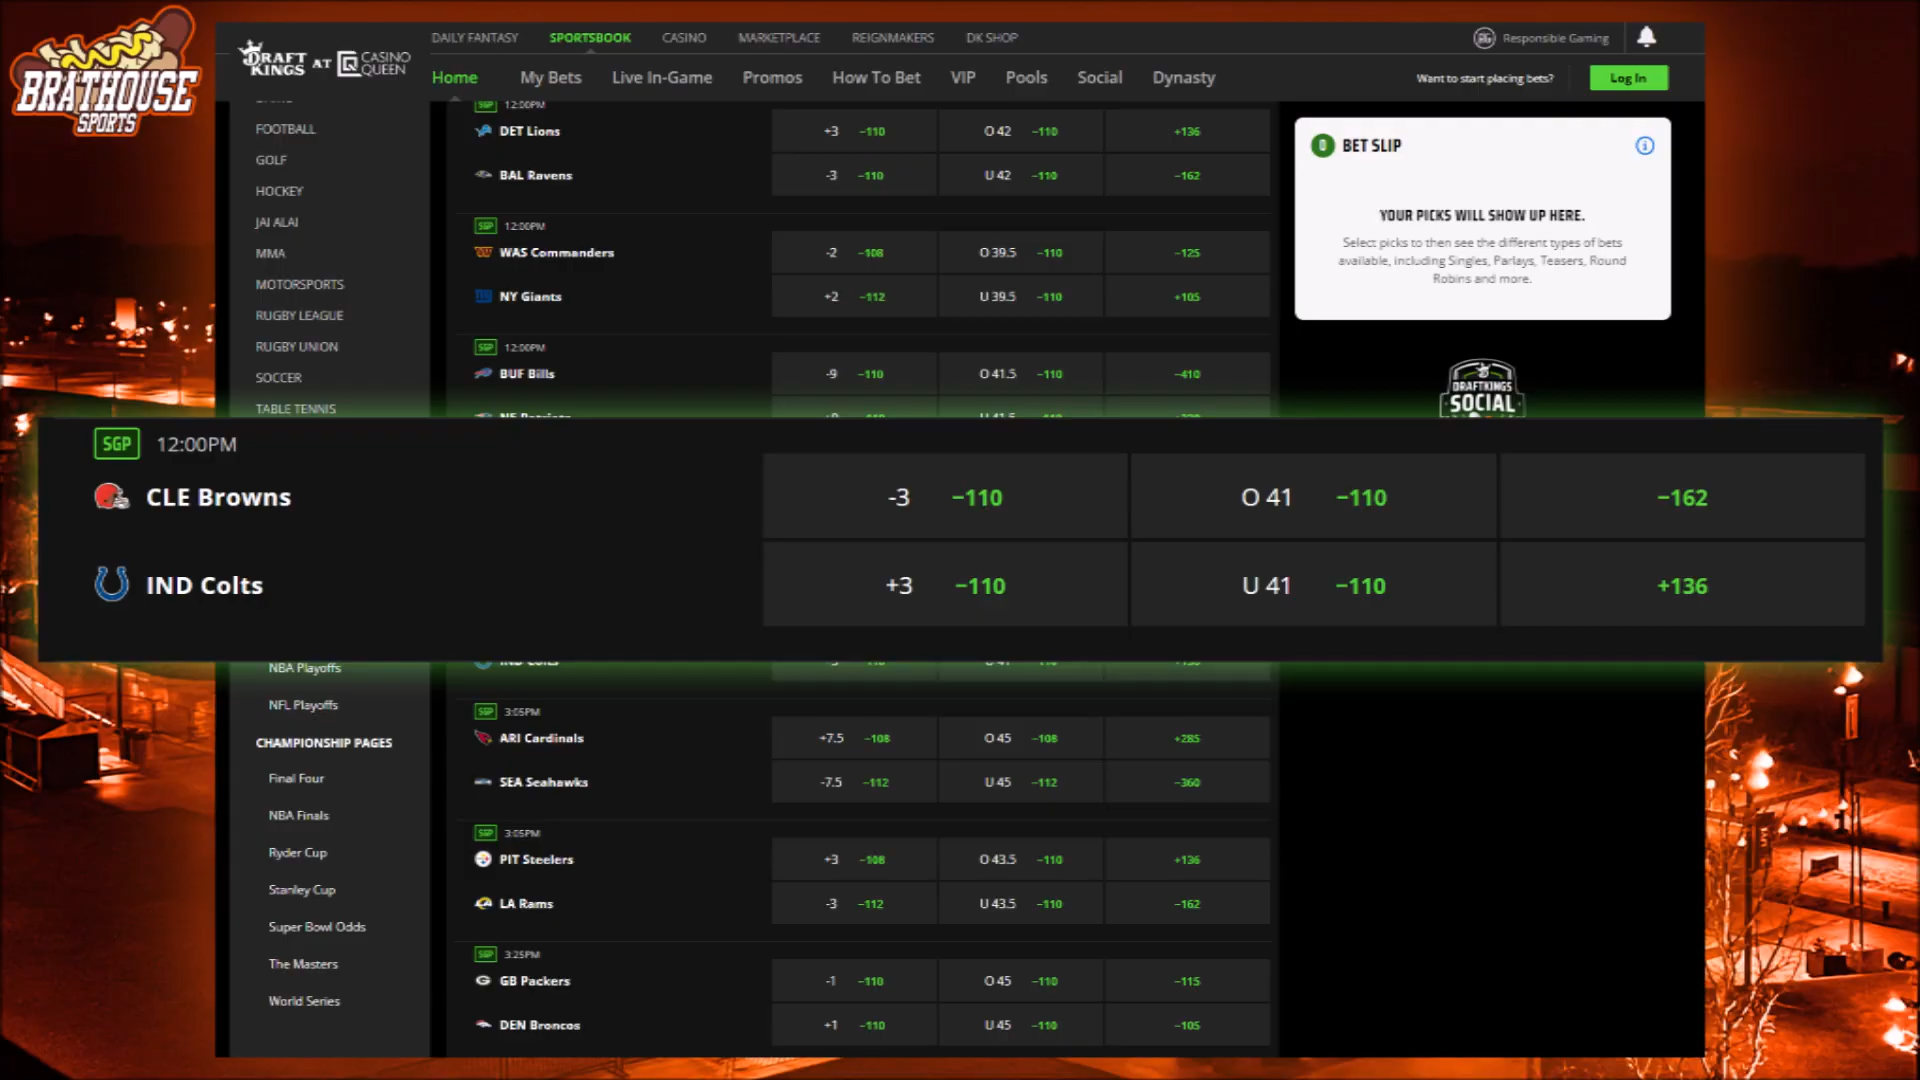 BRATHOUSE
SPORTS
DRAFT KINGS AT CASINO QUEEN
DAILY FANTASY SPORTSBOOK CASINO MARKETPLACE REIGNMAKERS DK SHOP
Responsible Gaming
Home My Bets Live In-Game Promos How To Bet VIP Pools Social Dynasty
Want to start placing bets? Log In
FOOTBALL
GOLF
HOCKEY
JAI ALAI
MMA
MOTORSPORTS
RUGBY LEAGUE
RUGBY UNION
SOCCER
TABLE TENNIS
SGP 12:00PM
DET Lions +3 −110 O 42 −110 +136
BAL Ravens -3 −110 U 42 −110 −162
SGP 12:00PM
WAS Commanders -2 −108 O 39.5 −110 −125
NY Giants +2 −112 U 39.5 −110 +105
SGP 12:00PM
BUF Bills -9 −110 O 41.5 −110 −410
0 BET SLIP
YOUR PICKS WILL SHOW UP HERE.
Select picks to then see the different types of bets
available, including Singles, Parlays, Teasers, Round
Robins and more.
DRAFTKINGS
SOCIAL
SGP 12:00PM
CLE Browns -3 −110 O 41 −110 −162
IND Colts +3 −110 U 41 −110 +136
NBA Playoffs
NFL Playoffs
CHAMPIONSHIP PAGES
Final Four
NBA Finals
Ryder Cup
Stanley Cup
Super Bowl Odds
The Masters
World Series
SGP 3:05PM
ARI Cardinals +7.5 −108 O 45 −108 +285
SEA Seahawks -7.5 −112 U 45 −112 −360
SGP 3:05PM
PIT Steelers +3 −108 O 43.5 −110 +136
LA Rams -3 −112 U 43.5 −110 −162
SGP 3:25PM
GB Packers -1 −110 O 45 −110 −115
DEN Broncos +1 −110 U 45 −110 −105